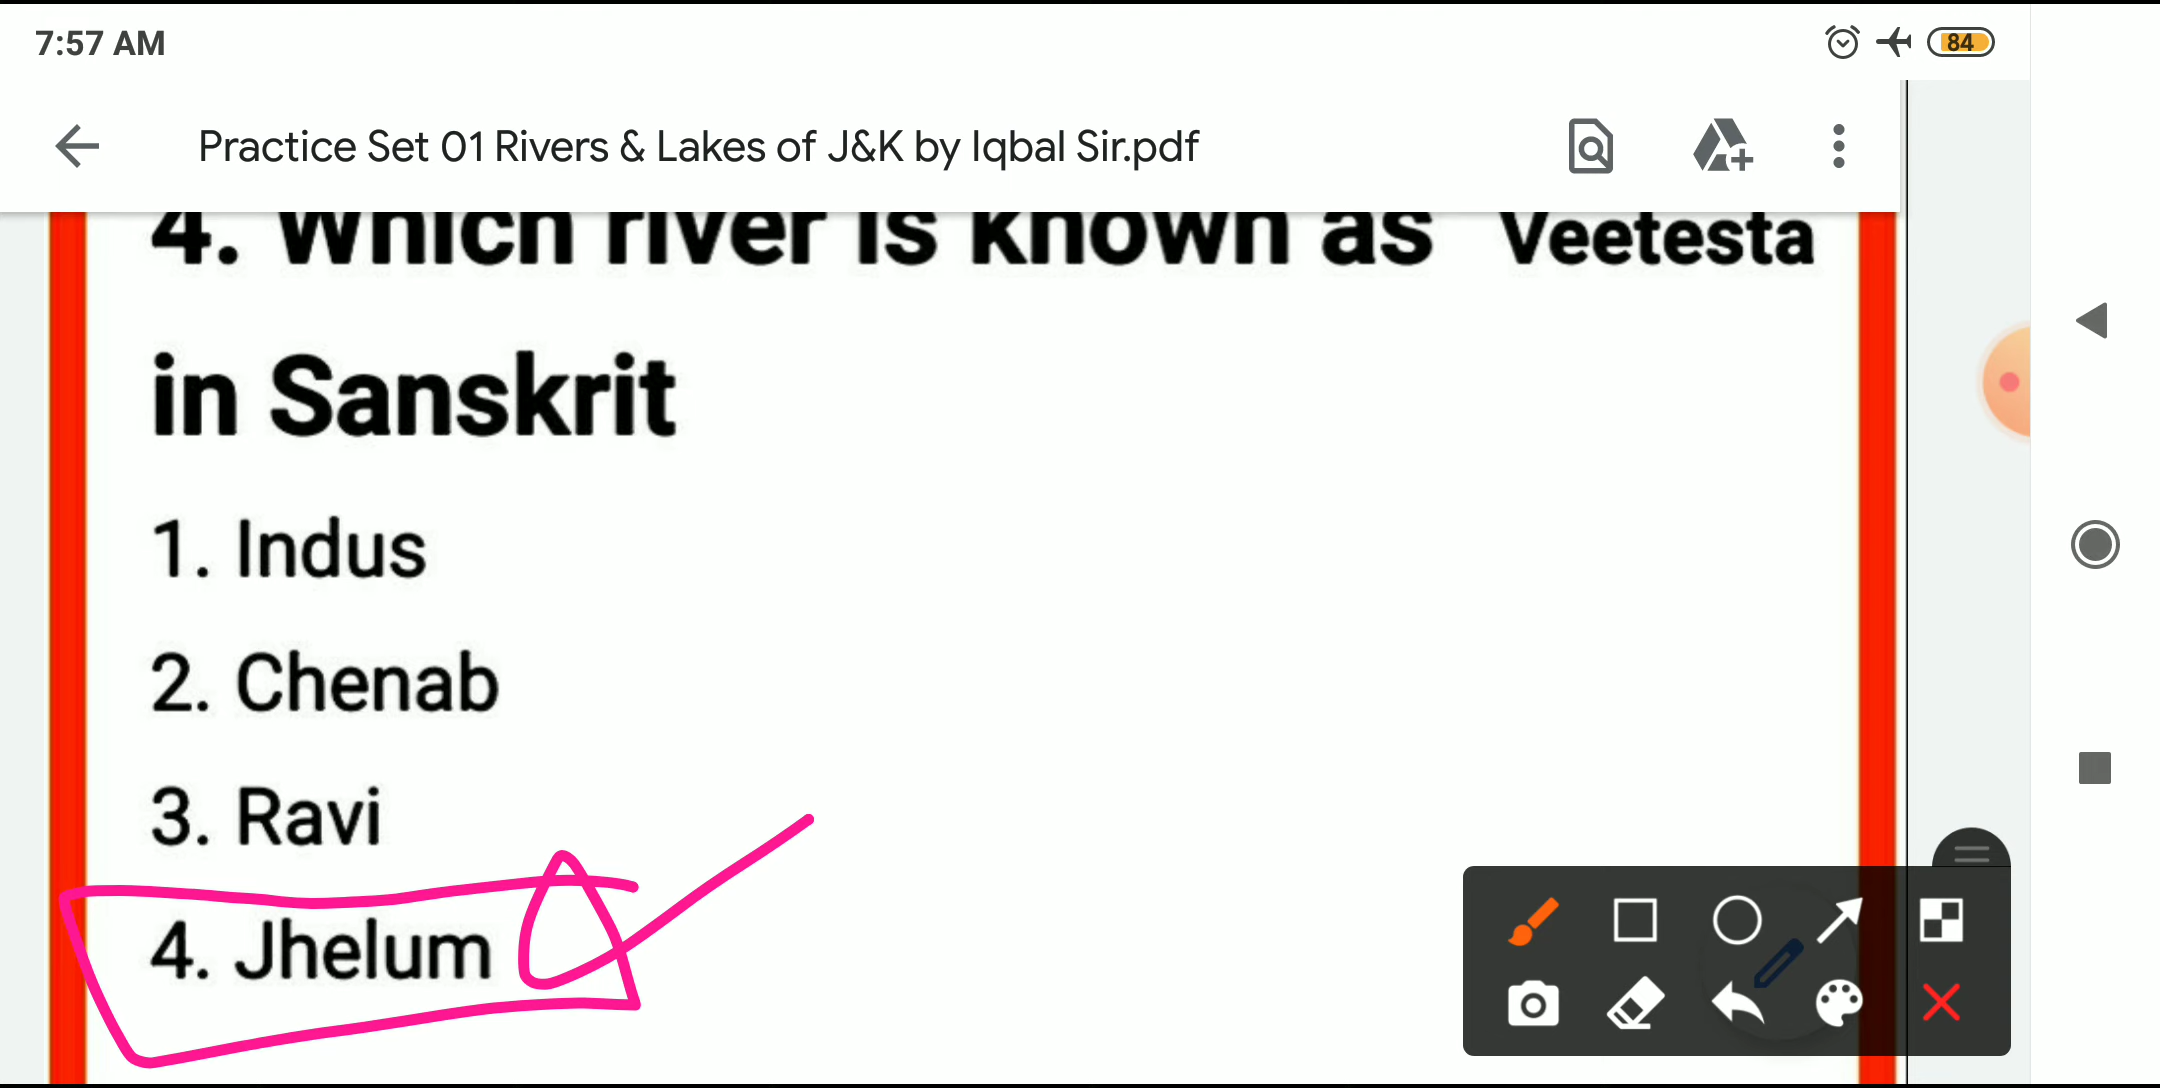 7:57 AM
84
Practice Set 01 Rivers & Lakes of J&K by Iqbal Sir.pdf
4. Which river is known as Veetesta
in Sanskrit
1. Indus
2. Chenab
3. Ravi
4. Jhelum